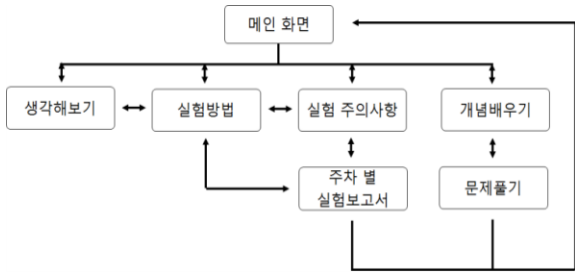 메인 화면
생각해보기
실험방법
실험 주의사항
개념배우기
주차 별
실험보고서
문제풀기